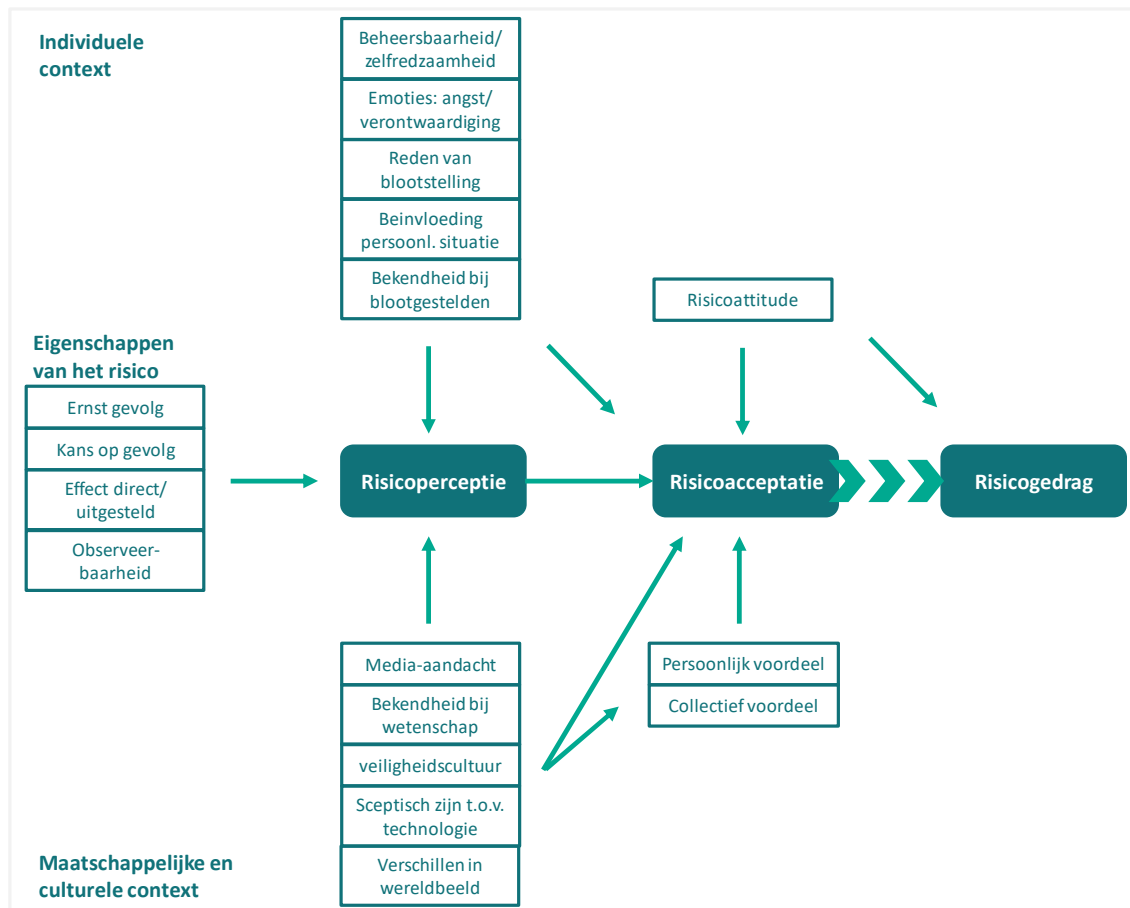 Individuele
context
Beheersbaarheid/
zelfredzaamheid
Emoties: angst/
verontwaardiging
Reden van
blootstelling
Beinvloeding
persoonl. situatie
Bekendheid bij
blootgestelden
Risicoattitude
Eigenschappen
van het risico
Ernst gevolg
Kans op gevolg
Effect direct/
uitgesteld
Observeer-
baarheid
Risicoperceptie
Risicoacceptatie
Risicogedrag
Media-aandacht
Bekendheid bij
wetenschap
veiligheidscultuur
Sceptisch zijn t.o.v.
technologie
Verschillen in
wereldbeeld
Persoonlijk voordeel
Collectief voordeel
Maatschappelijke en
culturele context